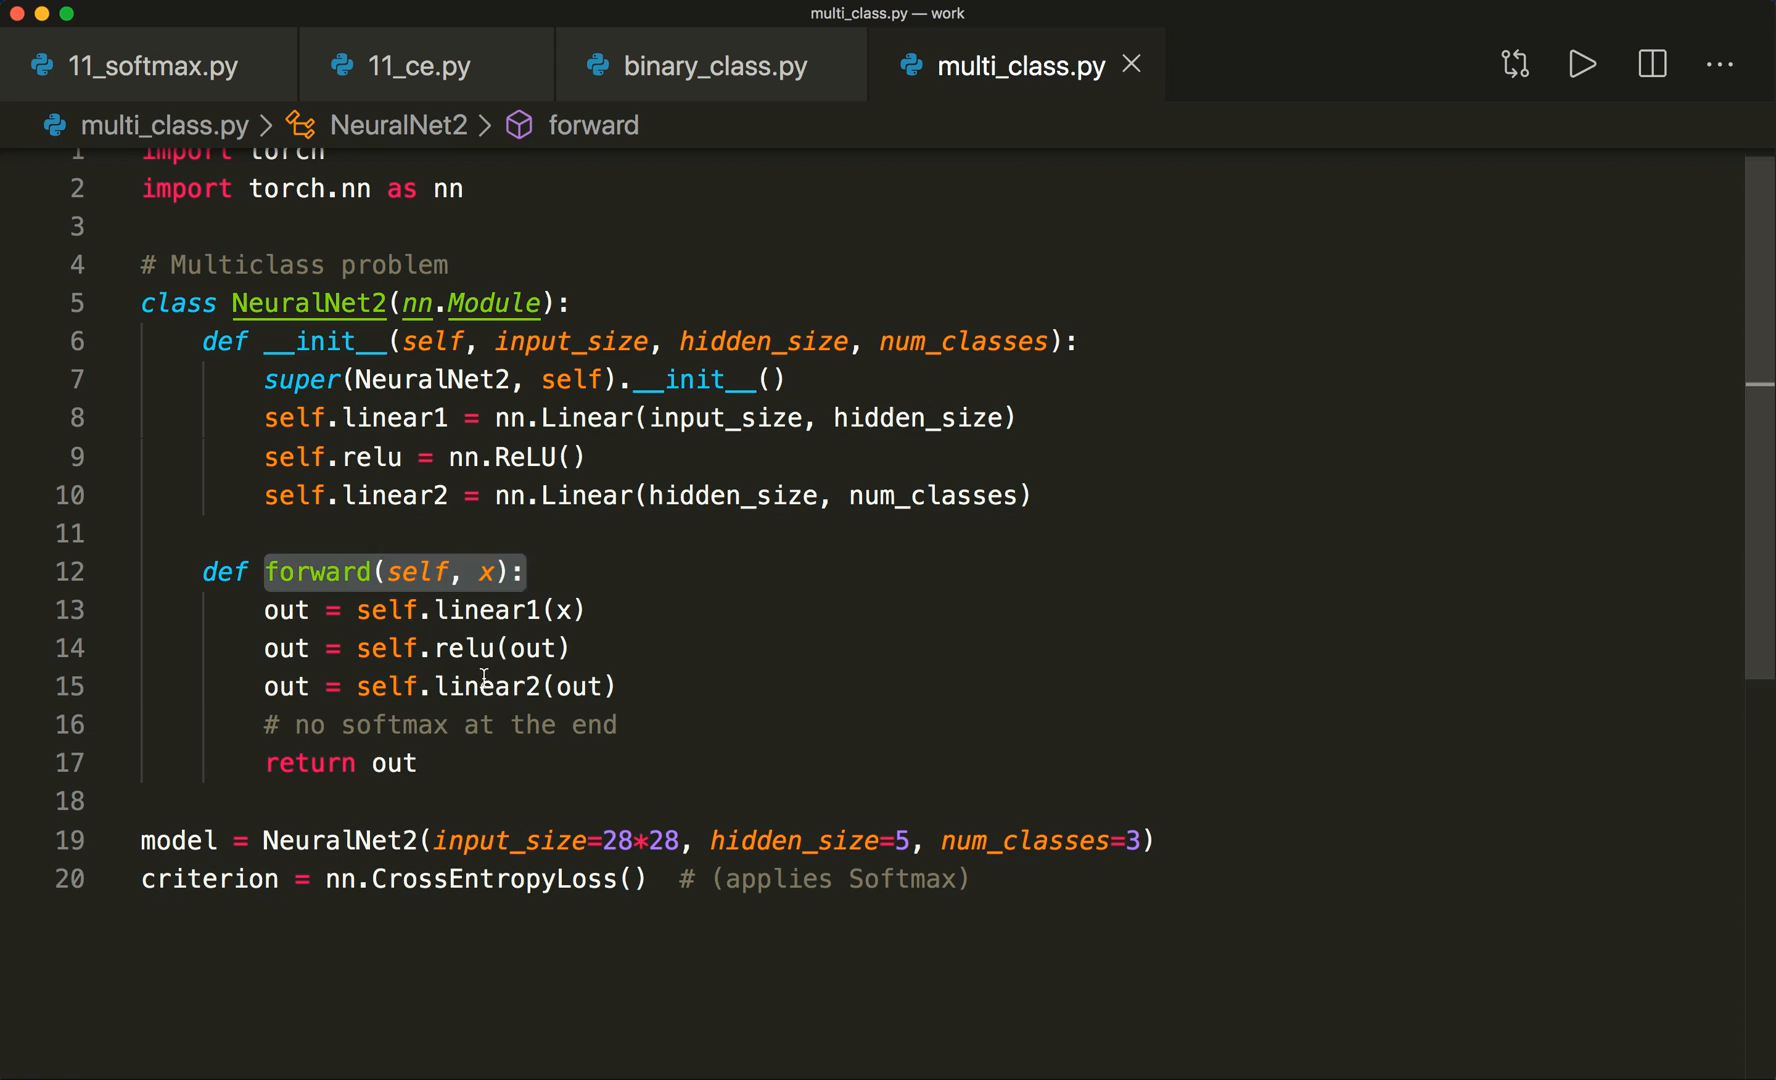 multi_class.py — work
11_softmax.py 11_ce.py binary_class.py multi_class.py
multi_class.py > NeuralNet2 > forward
1 import torch
2 import torch.nn as nn
3
4 # Multiclass problem
5 class NeuralNet2(nn.Module):
6 def __init__(self, input_size, hidden_size, num_classes):
7 super(NeuralNet2, self).__init__()
8 self.linear1 = nn.Linear(input_size, hidden_size)
9 self.relu = nn.ReLU()
10 self.linear2 = nn.Linear(hidden_size, num_classes)
11
12 def forward(self, x):
13 out = self.linear1(x)
14 out = self.relu(out)
15 out = self.linear2(out)
16 # no softmax at the end
17 return out
18
19 model = NeuralNet2(input_size=28*28, hidden_size=5, num_classes=3)
20 criterion = nn.CrossEntropyLoss() # (applies Softmax)